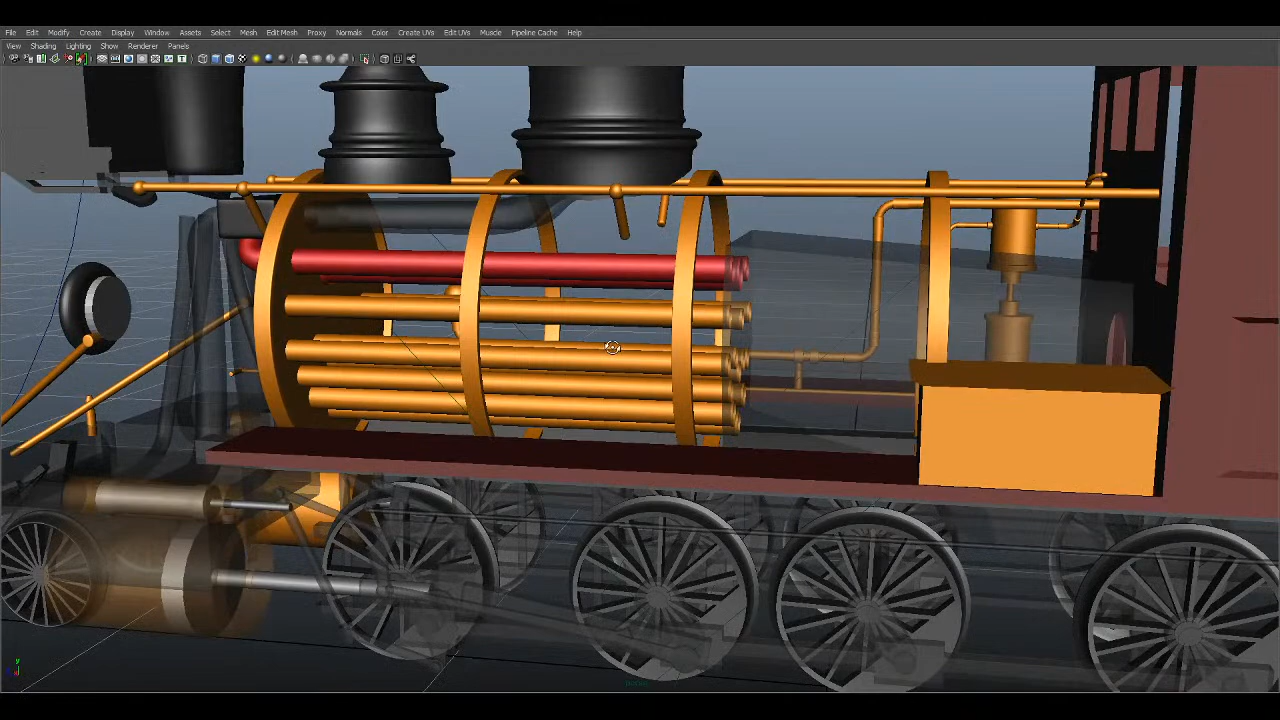 File Edit Modify Create Display Window Assets Select Mesh Edit Mesh Proxy Normals Color Create UVs Edit UVs Muscle Pipeline Cache Help
View Shading Lighting Show Renderer Panels
y